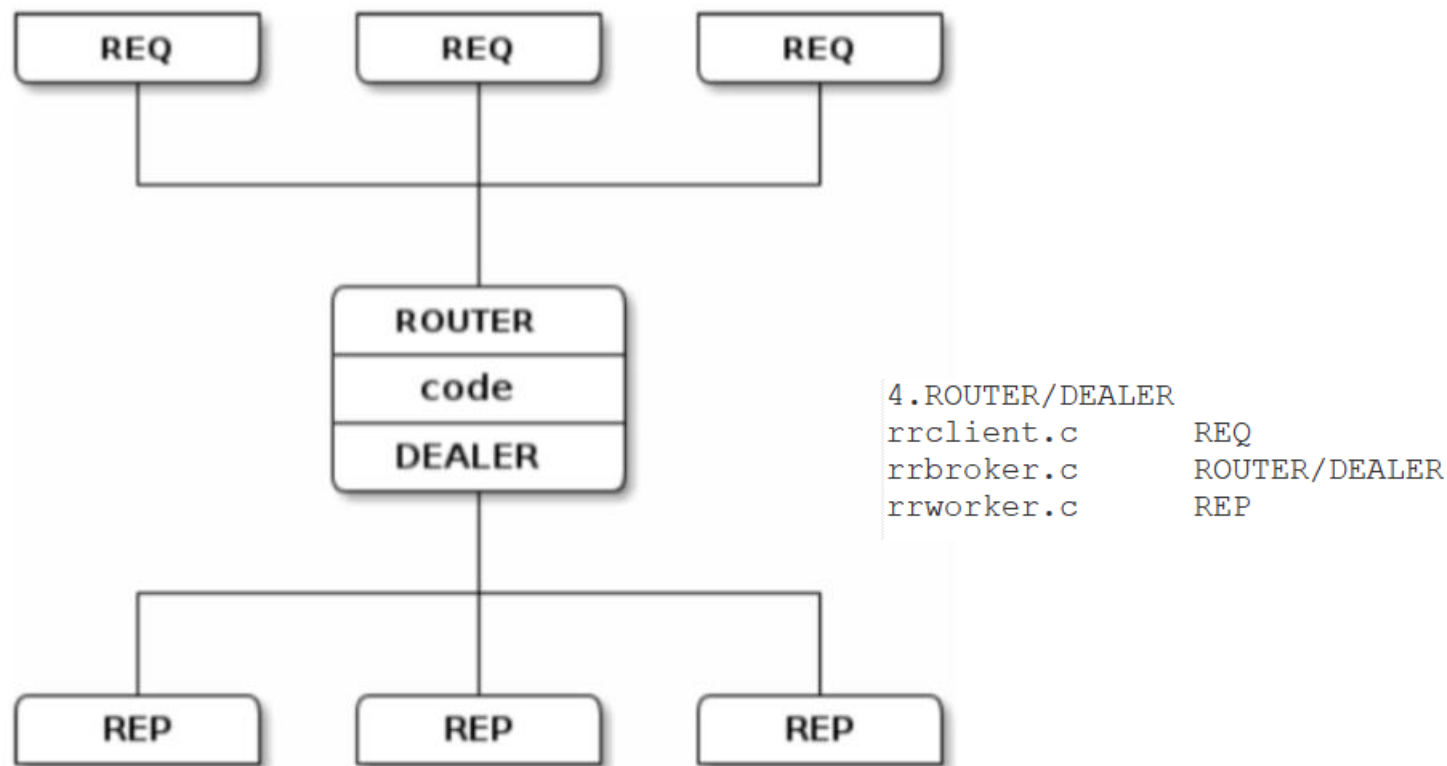 REQ REQ REQ
ROUTER
code
DEALER
4.ROUTER/DEALER
rrclient.c REQ
rrbroker.c ROUTER/DEALER
rrworker.c REP
REP REP REP